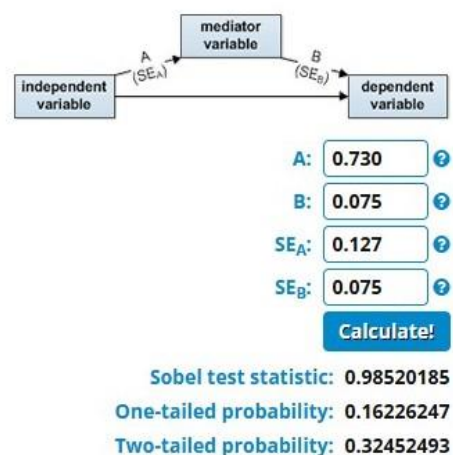 mediator
variable
A
(SEA)
B
(SEB)
independent
variable
dependent
variable
A: 0.730 ?
B: 0.075 ?
SEA: 0.127 ?
SEB: 0.075 ?
Calculate!
Sobel test statistic: 0.98520185
One-tailed probability: 0.16226247
Two-tailed probability: 0.32452493